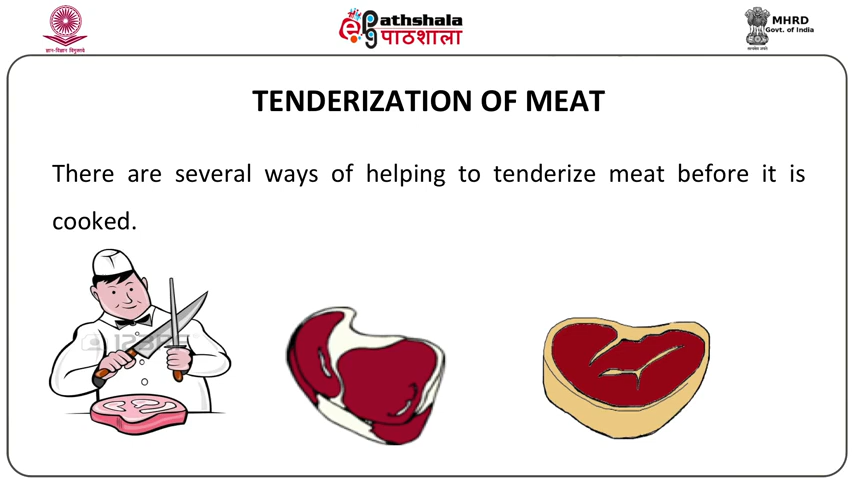 ePathshala
पाठशाला
MHRD
Govt. of India
TENDERIZATION OF MEAT
There are several ways of helping to tenderize meat before it is
cooked.